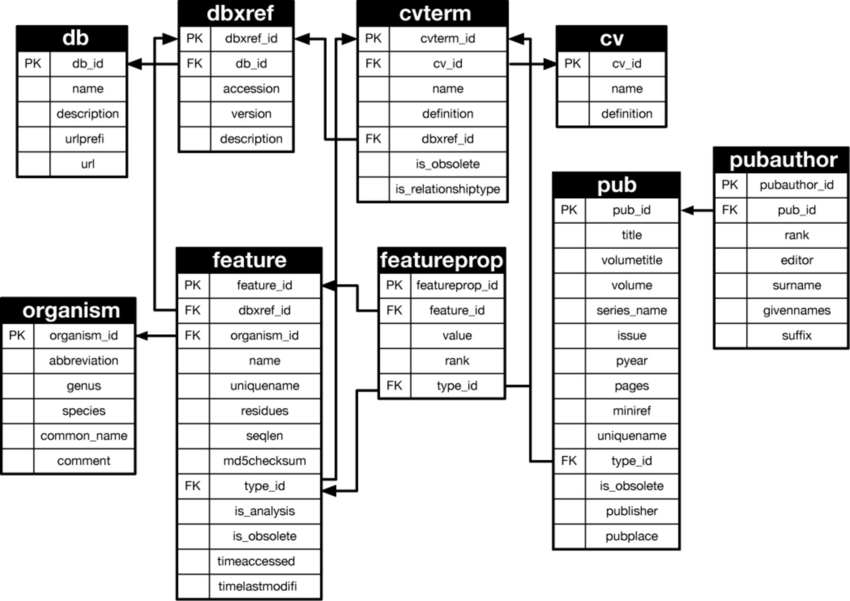 db
PK db_id
name
description
urlprefi
url
dbxref
PK dbxref_id
FK db_id
accession
version
description
cvterm
PK cvterm_id
FK cv_id
name
definition
FK dbxref_id
is_obsolete
is_relationshiptype
cv
PK cv_id
name
definition
pub
PK pub_id
title
volumetitle
volume
series_name
issue
pyear
pages
miniref
uniquename
FK type_id
is_obsolete
publisher
pubplace
pubauthor
PK pubauthor_id
FK pub_id
rank
editor
surname
givennames
suffix
organism
PK organism_id
abbreviation
genus
species
common_name
comment
feature
PK feature_id
FK dbxref_id
FK organism_id
name
uniquename
residues
seqlen
md5checksum
FK type_id
is_analysis
is_obsolete
timeaccessed
timelastmodifi
featureprop
PK featureprop_id
FK feature_id
value
rank
FK type_id